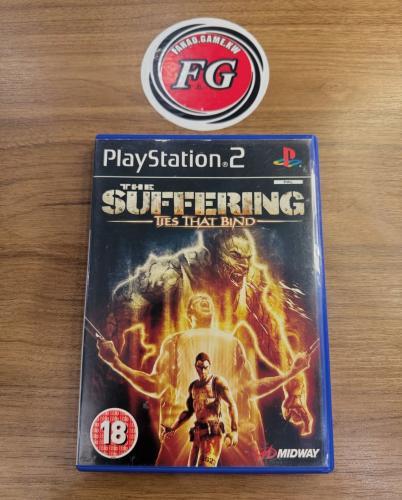 FAHAD.GAME.KW
FG
PlayStation®2
THE
SUFFERING
TIES THAT BIND
18
MIDWAY